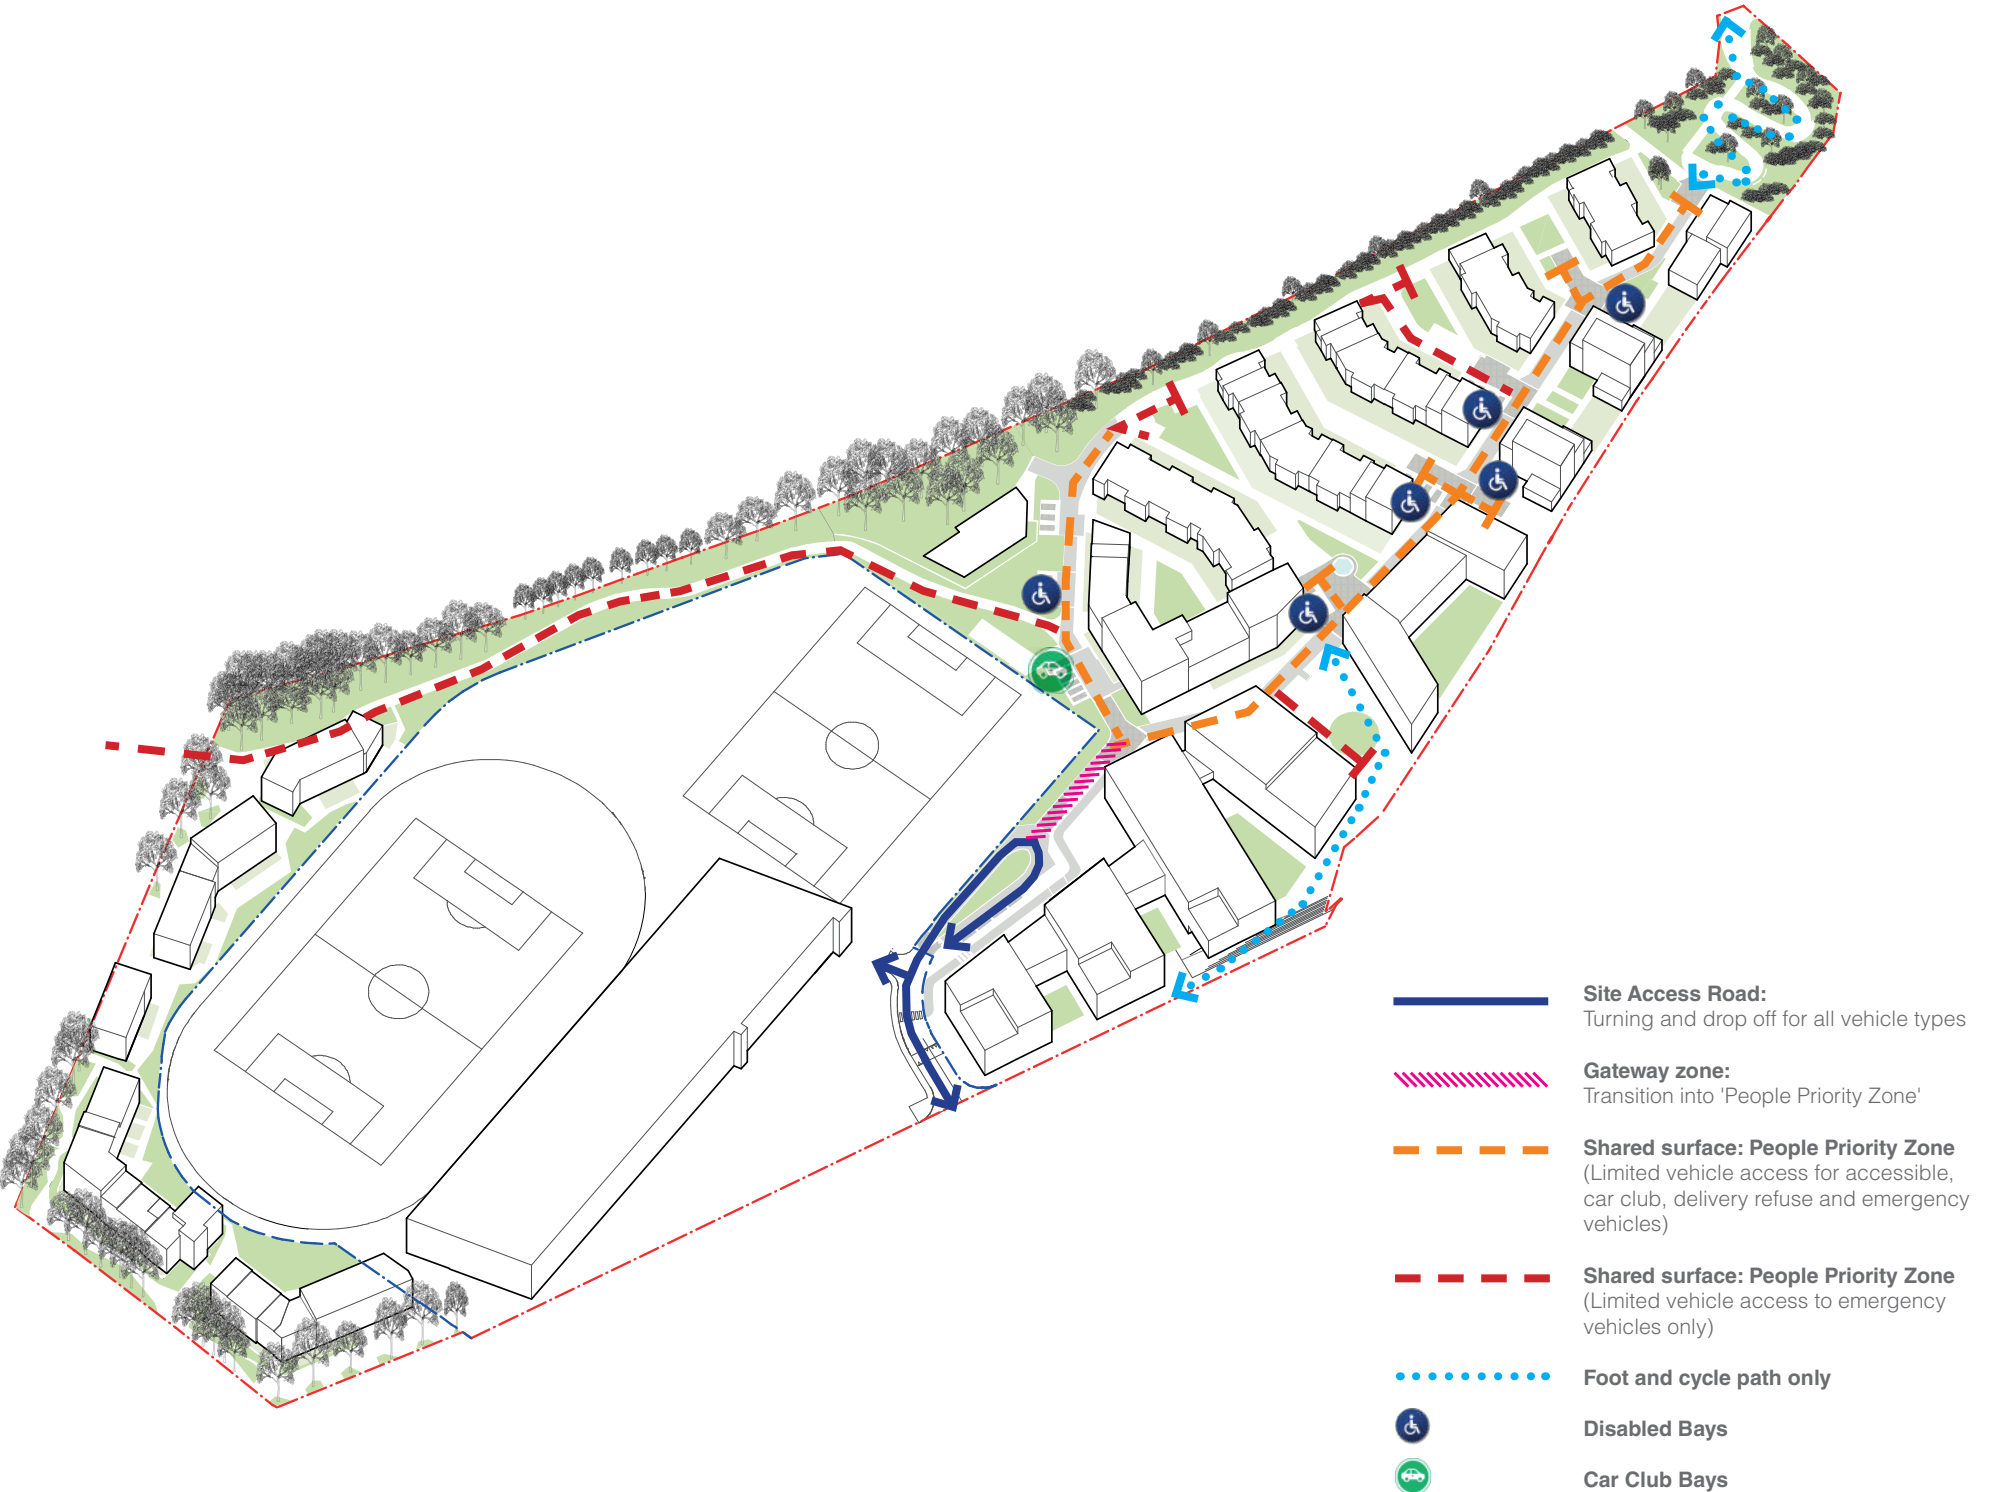 Site Access Road:
Turning and drop off for all vehicle types
Gateway zone:
Transition into 'People Priority Zone'
Shared surface: People Priority Zone
(Limited vehicle access for accessible,
car club, delivery refuse and emergency
vehicles)
Shared surface: People Priority Zone
(Limited vehicle access to emergency
vehicles only)
Foot and cycle path only
Disabled Bays
Car Club Bays